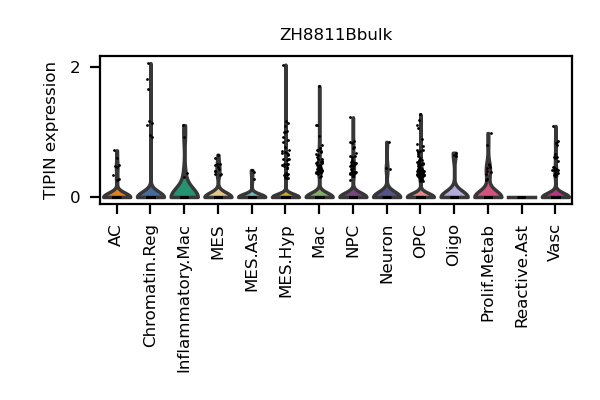 ZH8811Bbulk
TIPIN expression
2
0
AC
Chromatin.Reg
Inflammatory.Mac
MES
MES.Ast
MES.Hyp
Mac
NPC
Neuron
OPC
Oligo
Prolif.Metab
Reactive.Ast
Vasc